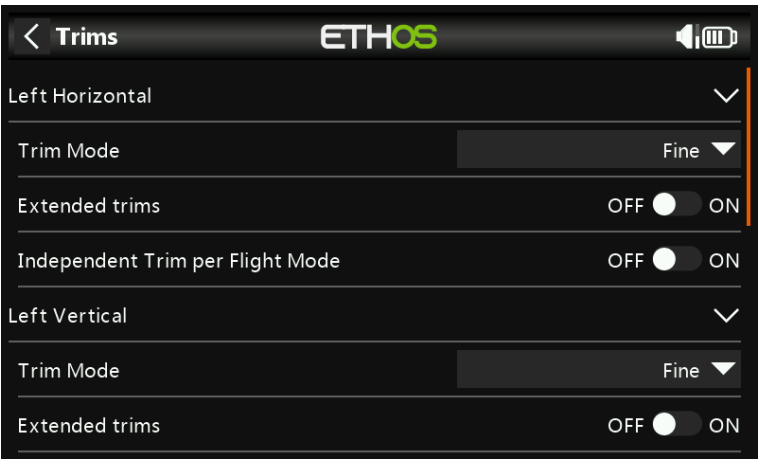 Trims ETHOS
Left Horizontal
Trim Mode Fine
Extended trims OFF ON
Independent Trim per Flight Mode OFF ON
Left Vertical
Trim Mode Fine
Extended trims OFF ON